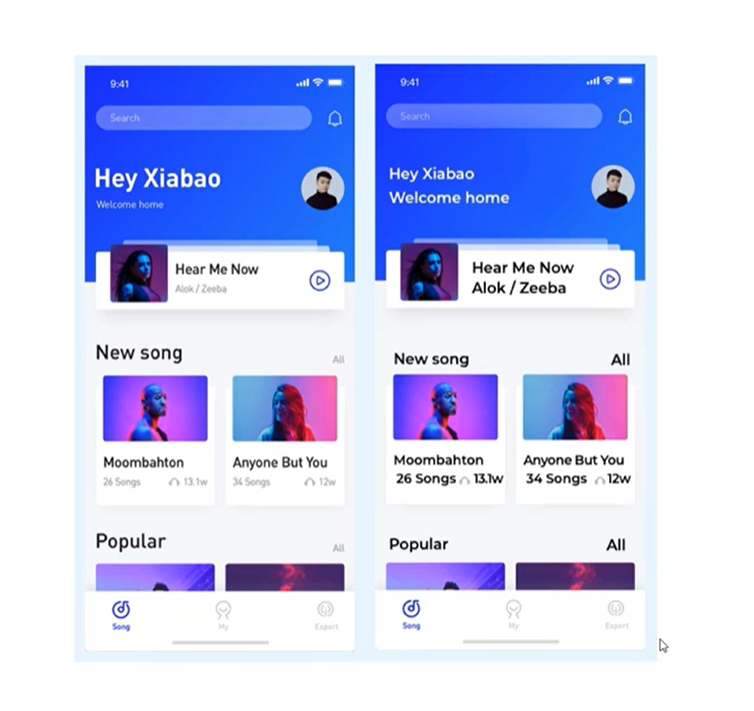 9:41
Search
Hey Xiabao
Welcome home
Hear Me Now
Alok / Zeeba
New song
All
Moombahton
26 Songs 13.1w
Anyone But You
34 Songs 12w
Popular
All
Song
My
Expert
9:41
Search
Hey Xiabao
Welcome home
Hear Me Now
Alok / Zeeba
New song
All
Moombahton
26 Songs 13.1w
Anyone But You
34 Songs 12w
Popular
All
Song
My
Expert